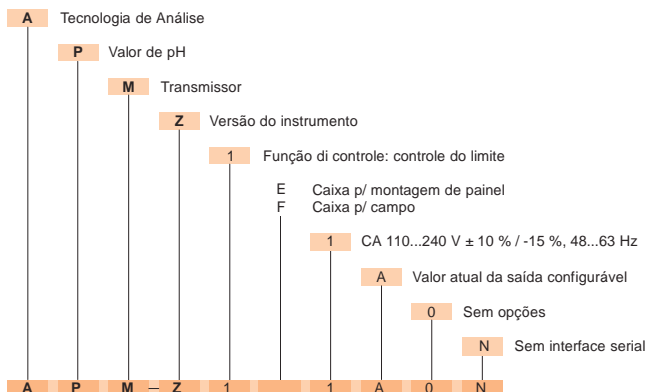 A Tecnologia de Análise
P Valor de pH
M Transmissor
Z Versão do instrumento
1 Função di controle: controle do limite
E Caixa p/ montagem de painel
F Caixa p/ campo
1 CA 110...240 V ± 10 % / -15 %, 48...63 Hz
A Valor atual da saída configurável
0 Sem opções
N Sem interface serial
A P M – Z 1 1 A 0 N